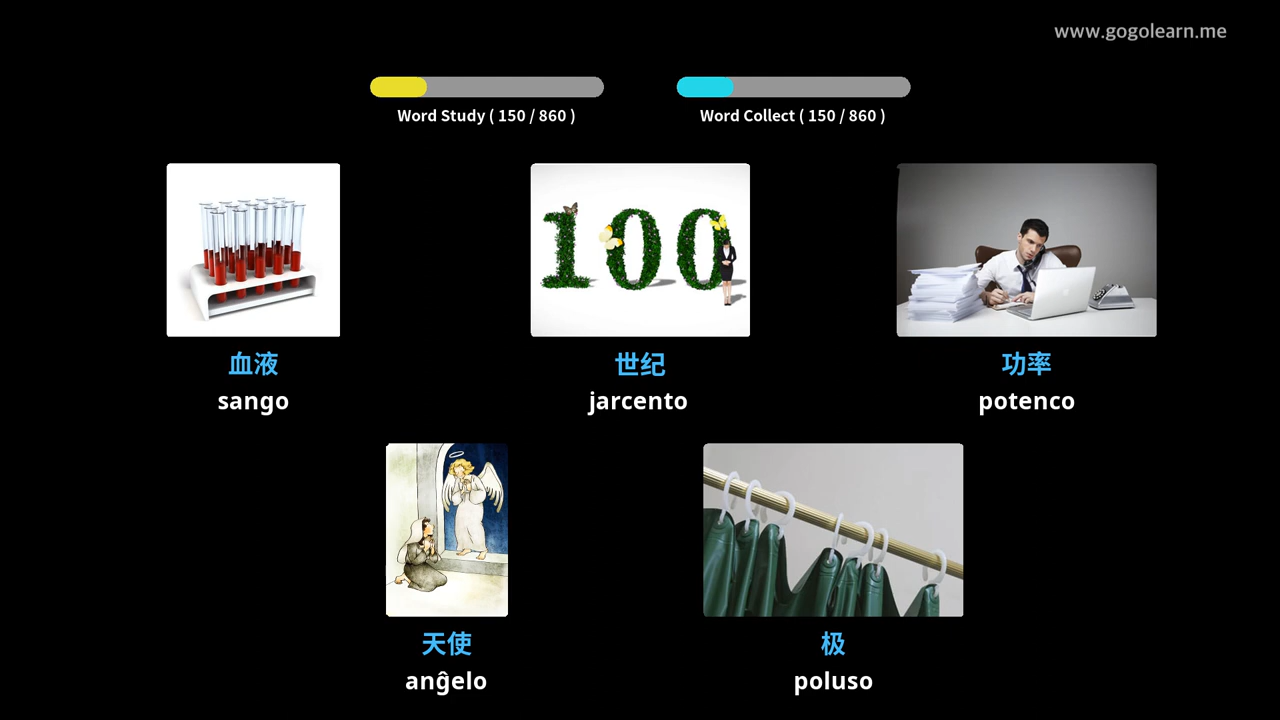 www.gogolearn.me
Word Study ( 150 / 860 )
Word Collect ( 150 / 860 )
血液
sango
世纪
jarcento
功率
potenco
天使
anĝelo
极
poluso